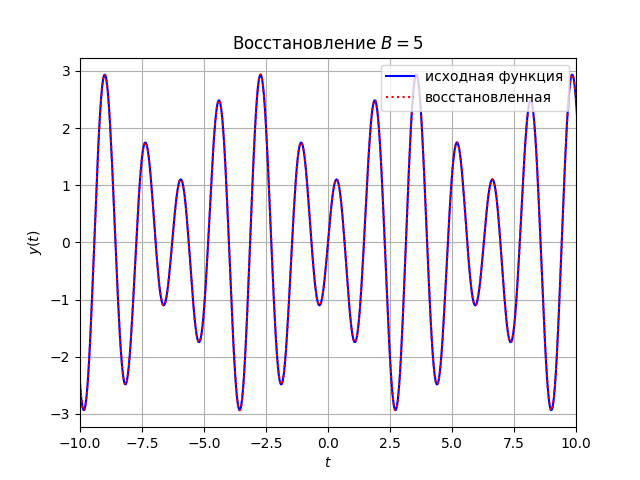 Восстановление B = 5
исходная функция
восстановленная
3
2
1
0
−1
−2
−3
y(t)
−10.0 −7.5 −5.0 −2.5 0.0 2.5 5.0 7.5 10.0
t